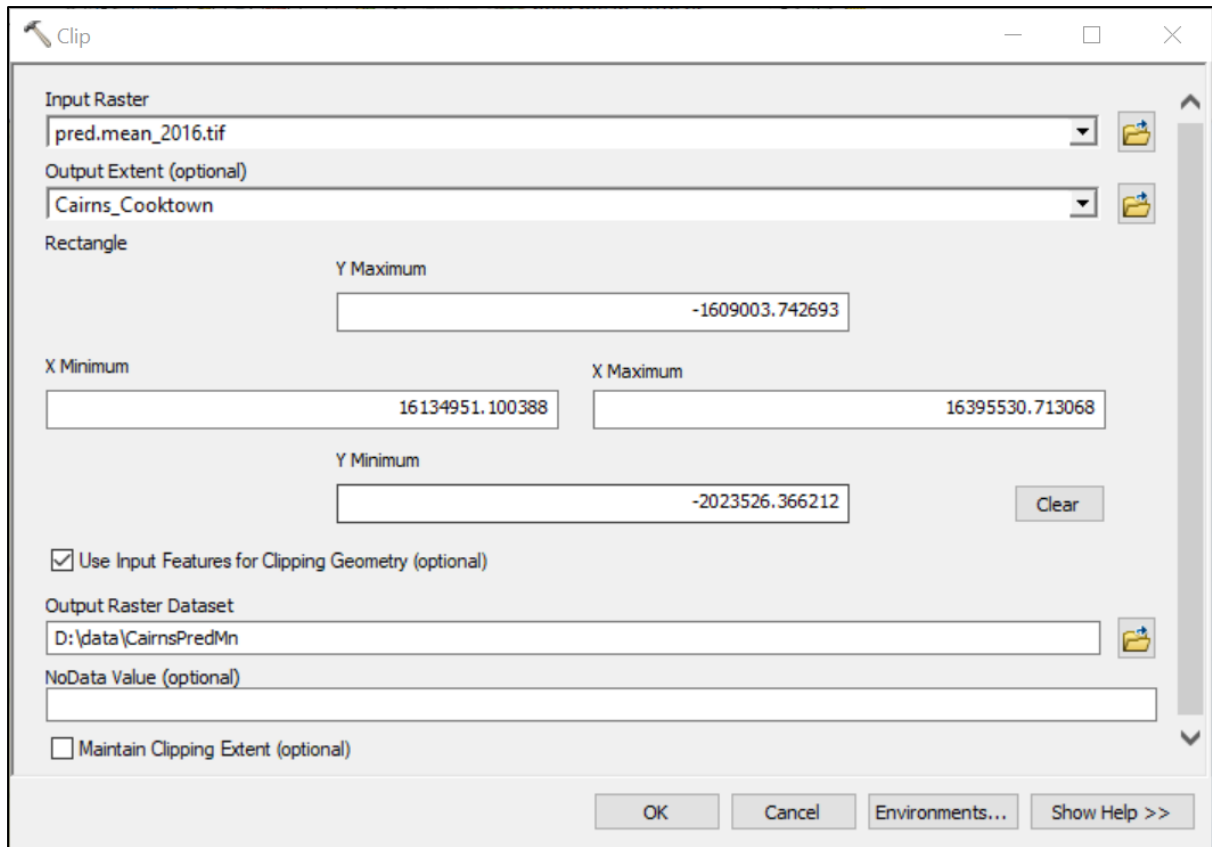 Clip
Input Raster
pred.mean_2016.tif
Output Extent (optional)
Cairns_Cooktown
Rectangle
Y Maximum
-1609003.742693
X Minimum
X Maximum
16134951.100388
16395530.713068
Y Minimum
-2023526.366212
Clear
Use Input Features for Clipping Geometry (optional)
Output Raster Dataset
D:\data\CairnsPredMn
NoData Value (optional)
Maintain Clipping Extent (optional)
OK Cancel Environments... Show Help >>